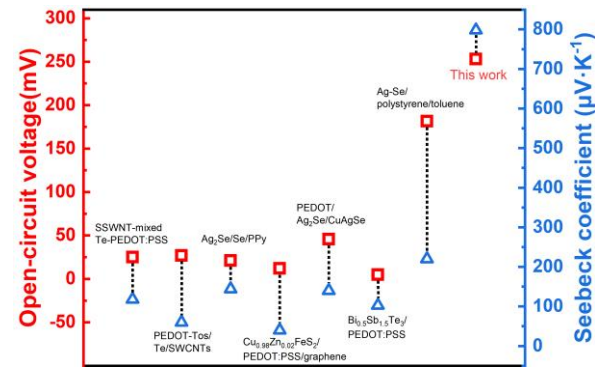 Open-circuit voltage(mV)
300
250
200
150
100
50
0
-50
SSWNT-mixed
Te-PEDOT:PSS
PEDOT-Tos/
Te/SWCNTs
Ag₂Se/Se/PPy
Cu₀.₉₈Zn₀.₀₂FeS₂/
PEDOT:PSS/graphene
PEDOT/
Ag₂Se/CuAgSe
Bi₀.₅Sb₁.₅Te₃/
PEDOT:PSS
Ag-Se/
polystyrene/toluene
This work
800
700
600
500
400
300
200
100
0
Seebeck coefficient (μV·K⁻¹)